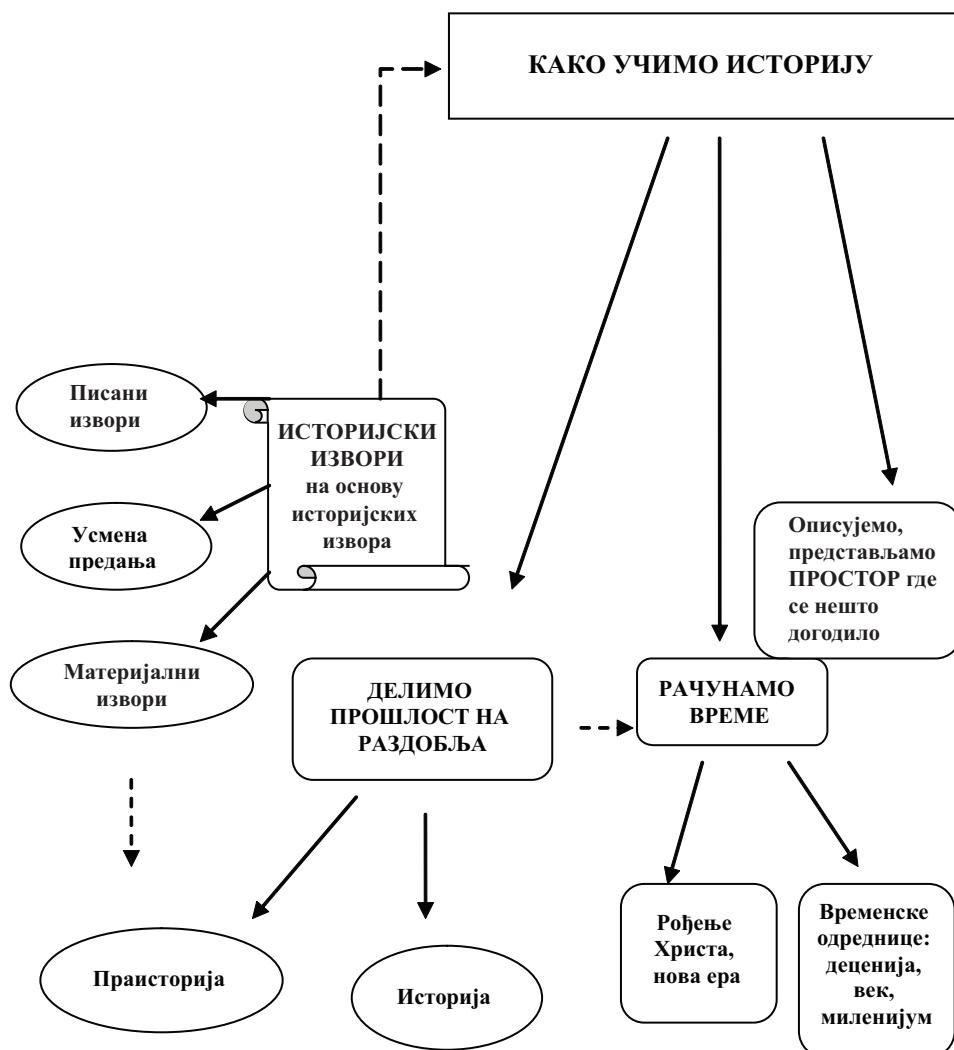 КАКО УЧИМО ИСТОРИЈУ
Писани
извори
ИСТОРИЈСКИ
ИЗВОРИ
на основу
историјских
извора
Усмена
предања
Описујемо,
представљамо
ПРОСТОР где
се нешто
догодило
Материјални
извори
ДЕЛИМО
ПРОШЛОСТ НА
РАЗДОБЉА
РАЧУНАМО
ВРЕМЕ
Праисторија
Историја
Рођење
Христа,
нова ера
Временске
одреднице:
деценија,
век,
миленијум